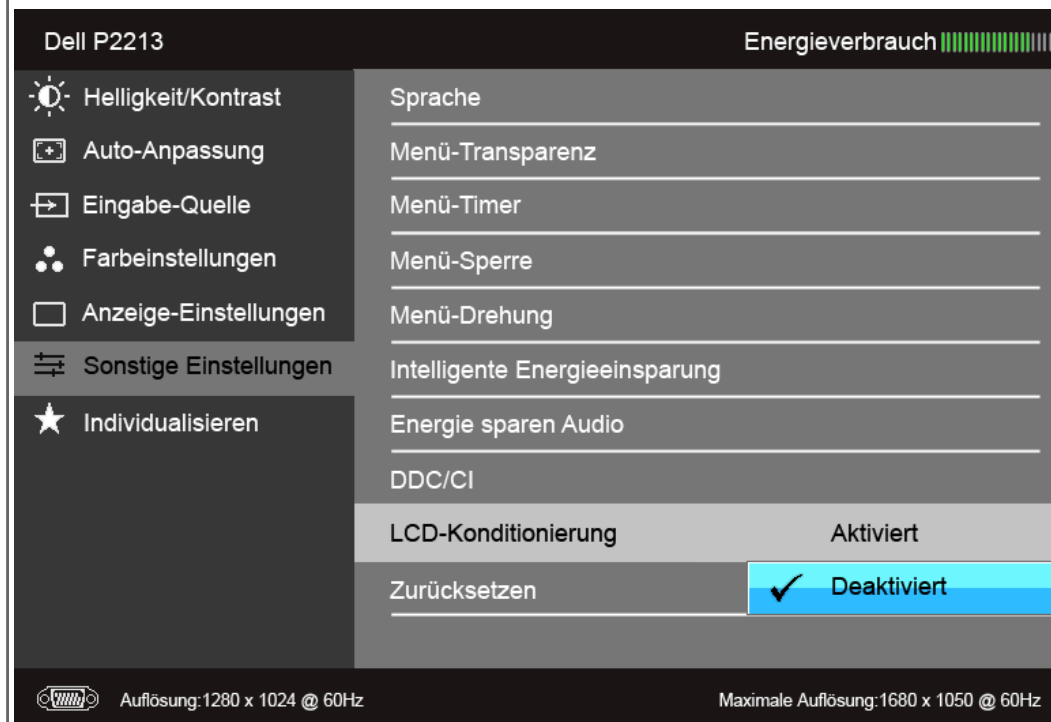 Dell P2213
Energieverbrauch
Helligkeit/Kontrast
Auto-Anpassung
Eingabe-Quelle
Farbeinstellungen
Anzeige-Einstellungen
Sonstige Einstellungen
Individualisieren
Sprache
Menü-Transparenz
Menü-Timer
Menü-Sperre
Menü-Drehung
Intelligente Energieeinsparung
Energie sparen Audio
DDC/CI
LCD-Konditionierung
Aktiviert
Zurücksetzen
Deaktiviert
Auflösung:1280 x 1024 @ 60Hz
Maximale Auflösung:1680 x 1050 @ 60Hz